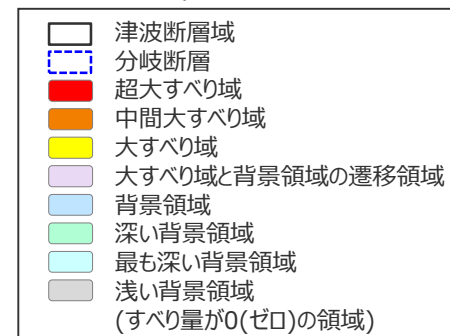 津波断層域
分岐断層
超大すべり域
中間大すべり域
大すべり域
大すべり域と背景領域の遷移領域
背景領域
深い背景領域
最も深い背景領域
浅い背景領域
(すべり量が0(ゼロ)の領域)